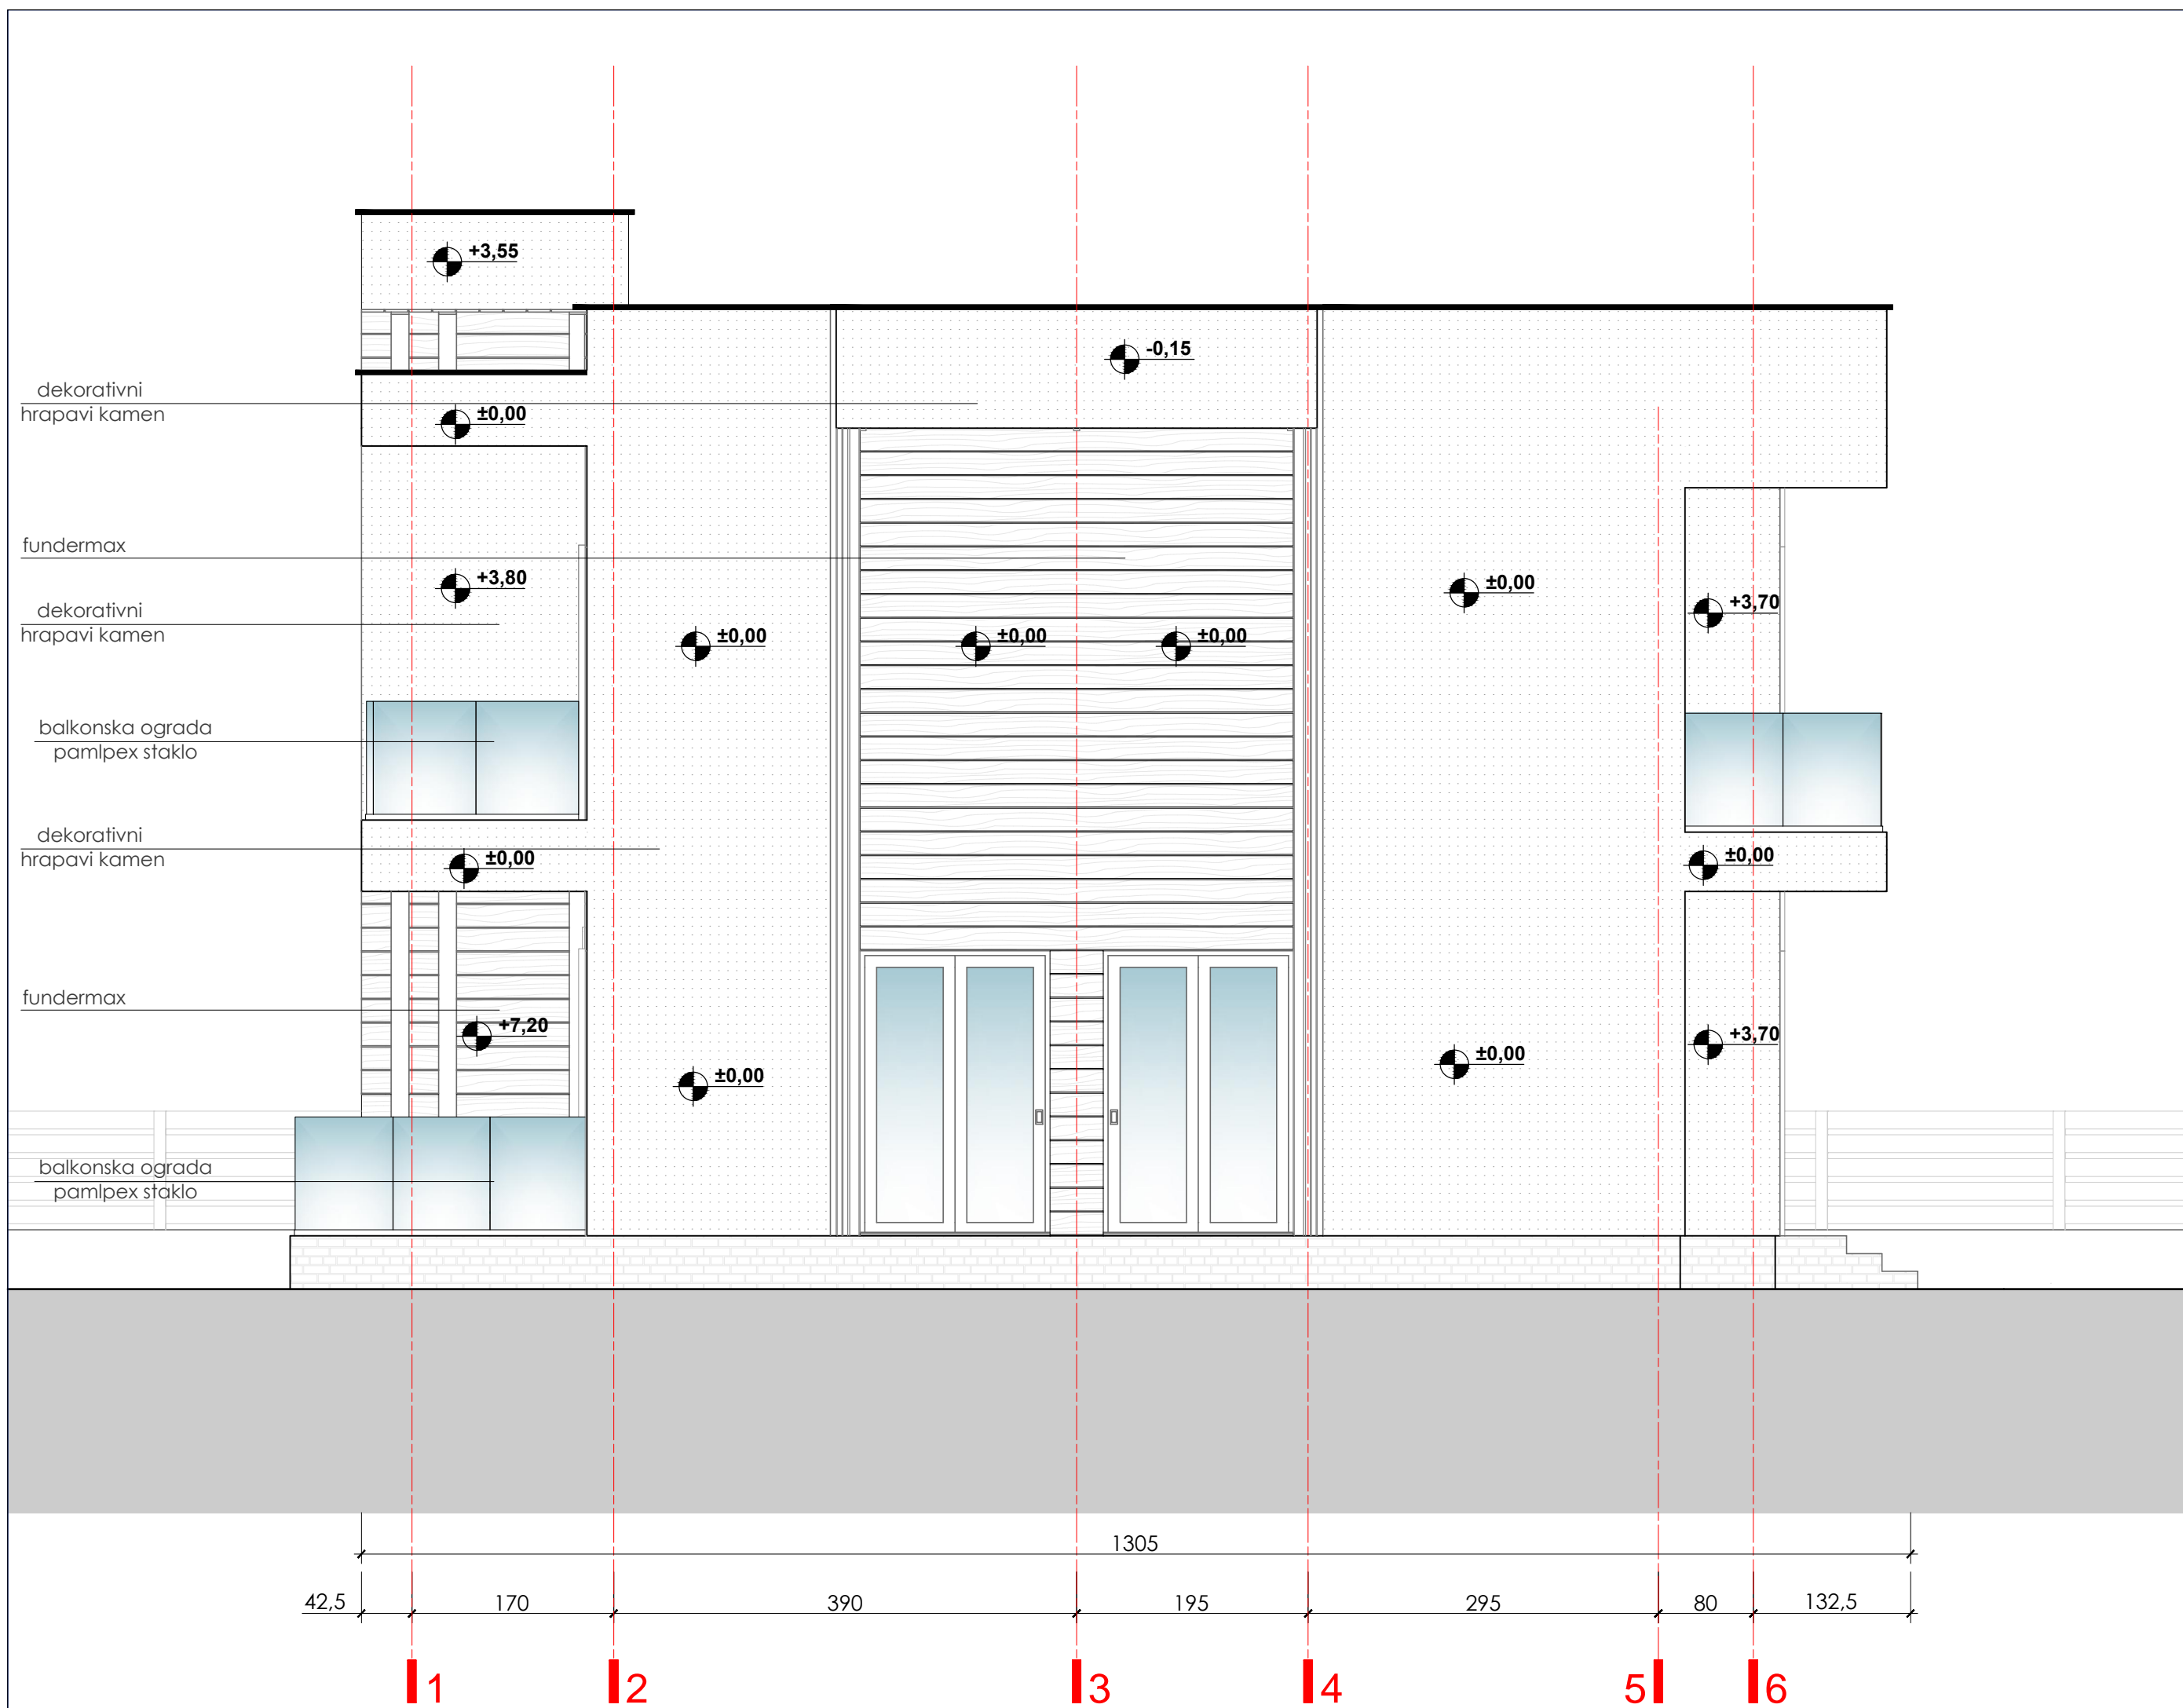 +3,55
-0,15
dekorativni
hrapavi kamen
±0,00
fundermax
+3,80
±0,00
+3,70
dekorativni
hrapavi kamen
±0,00
±0,00
±0,00
balkonska ograda
pamlpex staklo
dekorativni
hrapavi kamen
±0,00
±0,00
fundermax
+7,20
+3,70
±0,00
±0,00
balkonska ograda
pamlpex staklo
1305
42,5 170 390 195 295 80 132,5
1 2 3 4 5 6